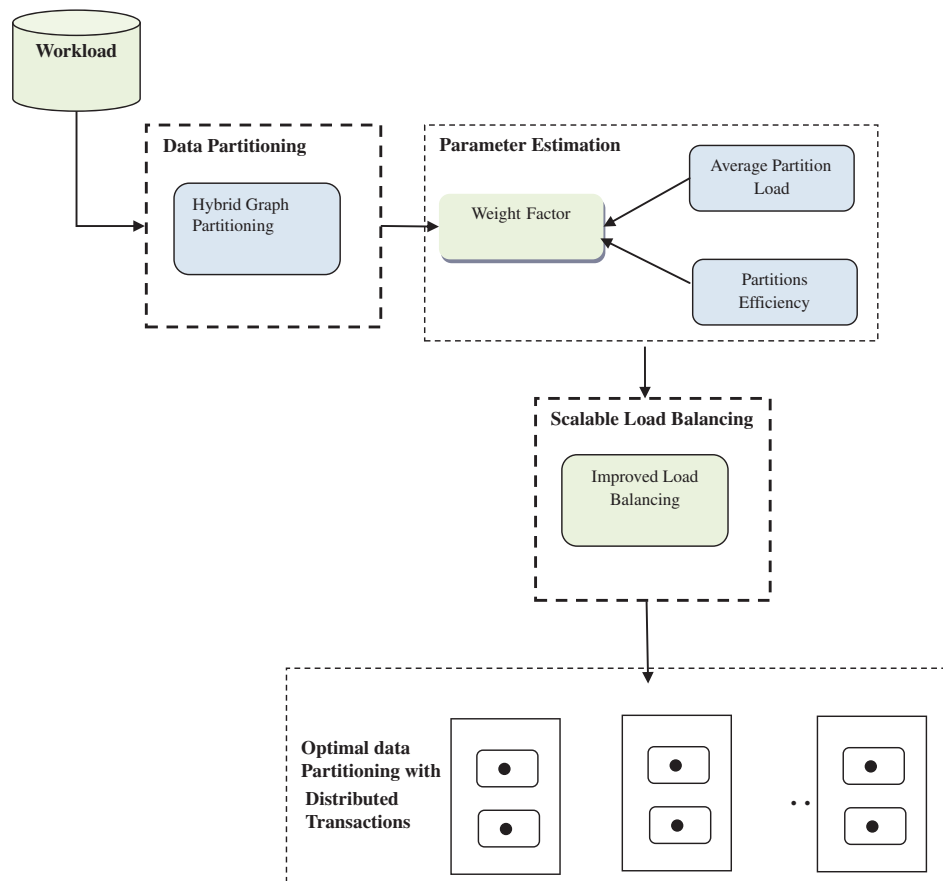 Workload
Data Partitioning
Hybrid Graph
Partitioning
Parameter Estimation
Weight Factor
Average Partition
Load
Partitions
Efficiency
Scalable Load Balancing
Improved Load
Balancing
Optimal data
Partitioning with
Distributed
Transactions
..